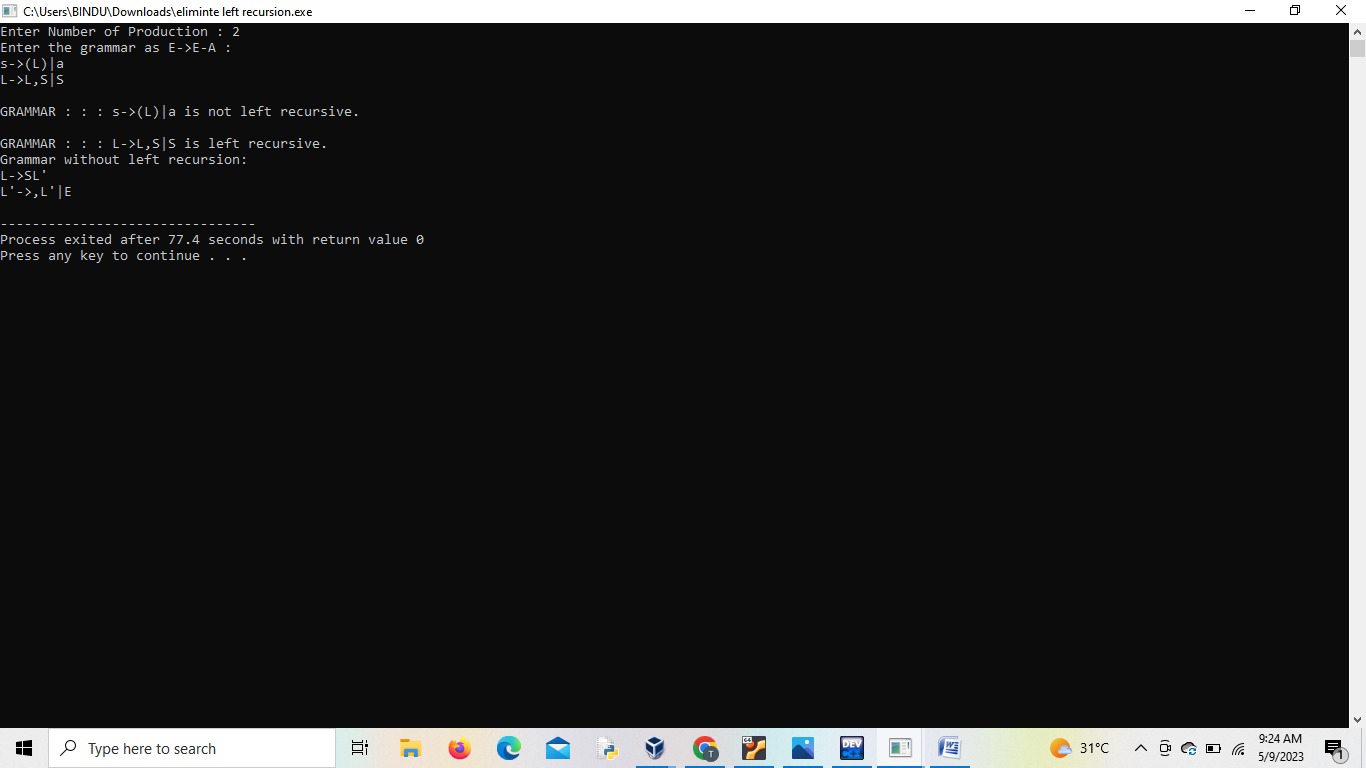 C:\Users\BINDU\Downloads\eliminte left recursion.exe
Enter Number of Production : 2
Enter the grammar as E->E-A :
s->(L)|a
L->L,S|S
GRAMMAR : : : s->(L)|a is not left recursive.
GRAMMAR : : : L->L,S|S is left recursive.
Grammar without left recursion:
L->SL'
L'->,L'|E
--------------------------------
Process exited after 77.4 seconds with return value 0
Press any key to continue . . .
Type here to search
64
T
DEV
W
31°C
9:24 AM
5/9/2023
1